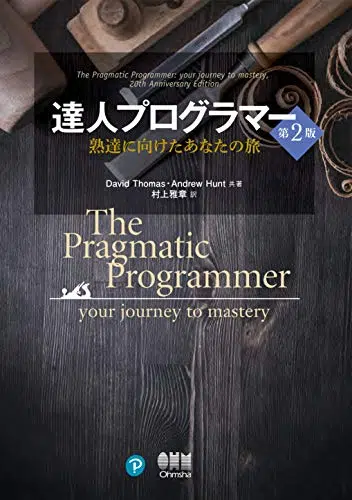 The Pragmatic Programmer: your journey to mastery,
20th Anniversary Edition
達人プログラマー
第2版
熟達に向けたあなたの旅
David Thomas・Andrew Hunt 共著
村上雅章 訳
The
Pragmatic
Programmer
your journey to mastery
P
OHM
Ohmsha